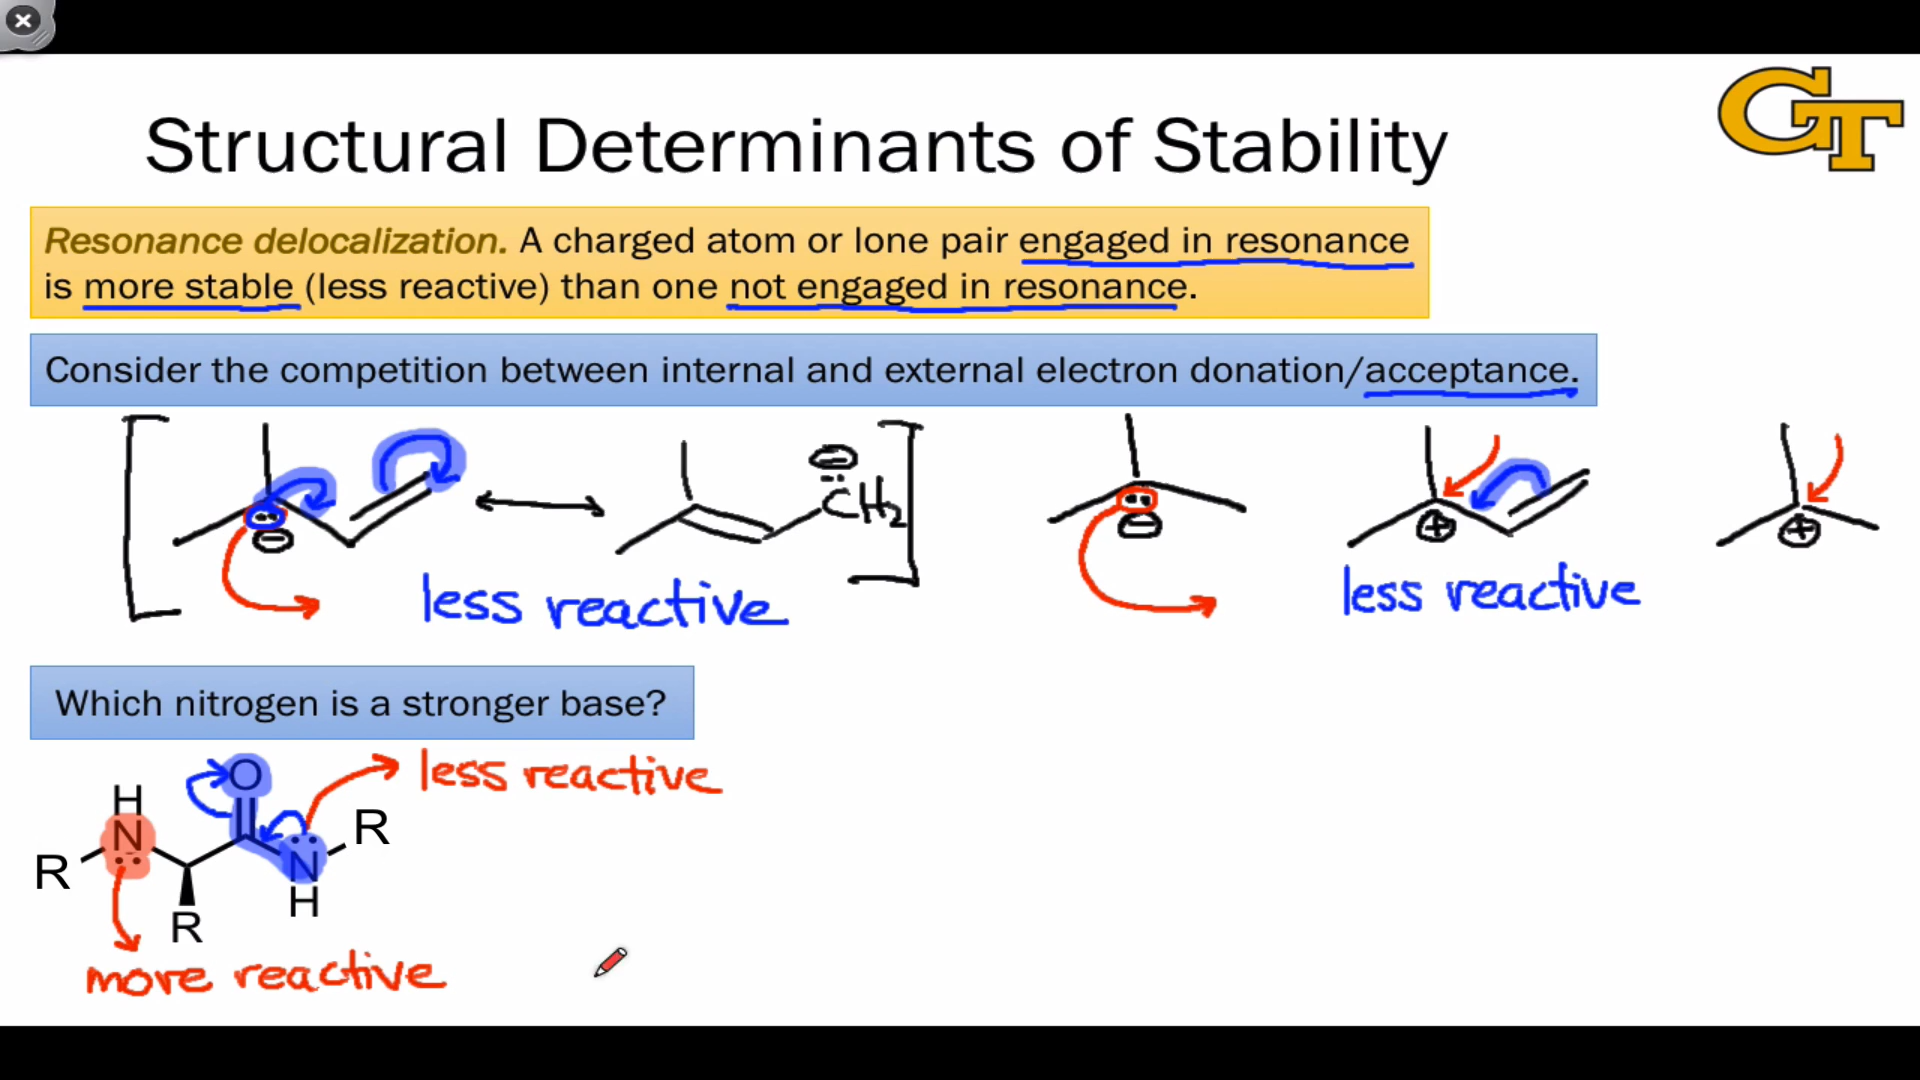 GT
Structural Determinants of Stability
Resonance delocalization. A charged atom or lone pair engaged in resonance
is more stable (less reactive) than one not engaged in resonance.
Consider the competition between internal and external electron donation/acceptance.
CH₂
less reactive
less reactive
Which nitrogen is a stronger base?
O
less reactive
H
R
N
N
R
H
R
more reactive